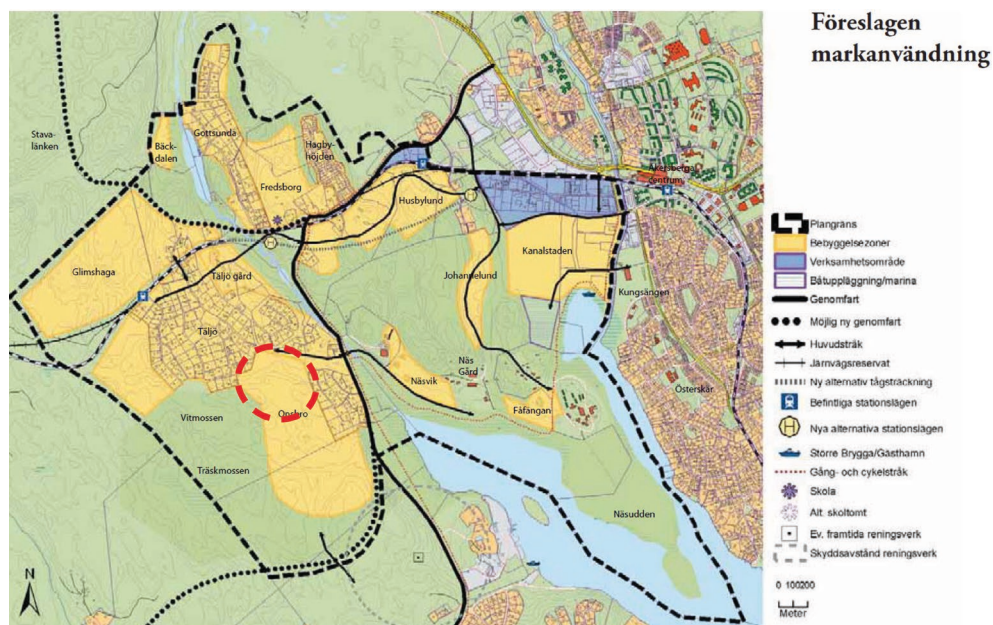 Föreslagen
markanvändning
Stava-
länken
Bäck-
dalen
Gottsunda
Hagby-
höjden
Fredsborg
Husbylund
Åkersberga
centrum
Glimshaga
Täljö gård
Johannelund
Kanalstaden
Kungsängen
Täljö
Näs
Gård
Näsvik
Österskär
Fåfängan
Vitmossen
Träskmossen
Näsudden
N
Plangräns
Bebyggelsezoner
Verksamhetsområde
Båtuppläggning/marina
Genomfart
Möjlig ny genomfart
Huvudstråk
Järnvägsreservat
Ny alternativ tågsträckning
Befintliga stationslägen
H Nya alternativa stationslägen
Större Brygga/Gästhamn
Gång- och cykelstråk
Skola
Alt. skoltomt
Ev. framtida reningsverk
Skyddsavstånd reningsverk
0 100200
Meter